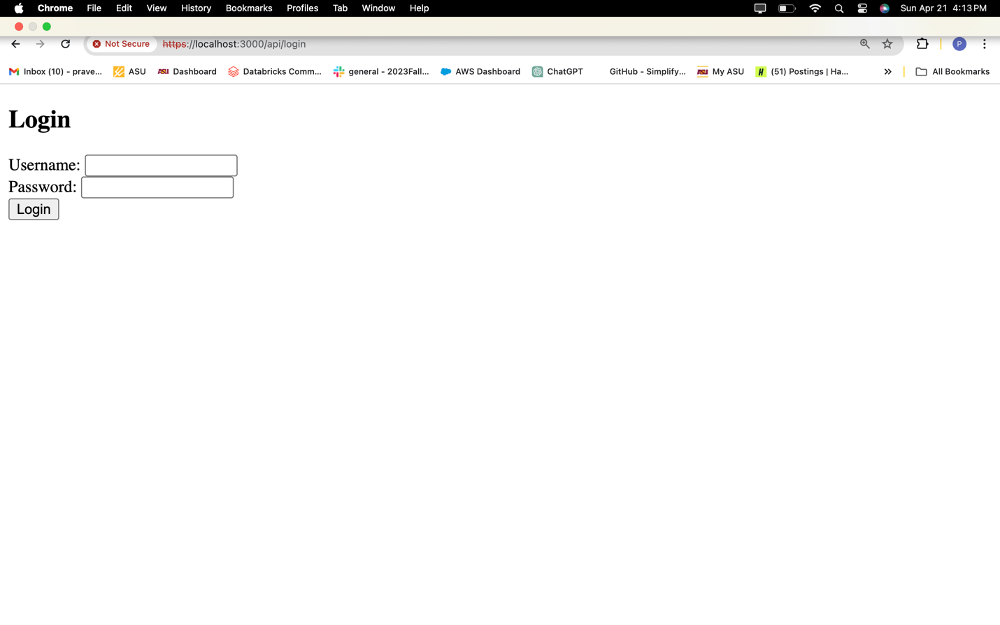 Chrome File Edit View History Bookmarks Profiles Tab Window Help Sun Apr 21 4:13 PM
Not Secure https://localhost:3000/api/login P
Inbox (10) - prave... ASU ASU Dashboard Databricks Comm... general - 2023Fall... AWS Dashboard ChatGPT GitHub - Simplify... ASU My ASU H (51) Postings | Ha... » All Bookmarks
Login
Username:
Password:
Login